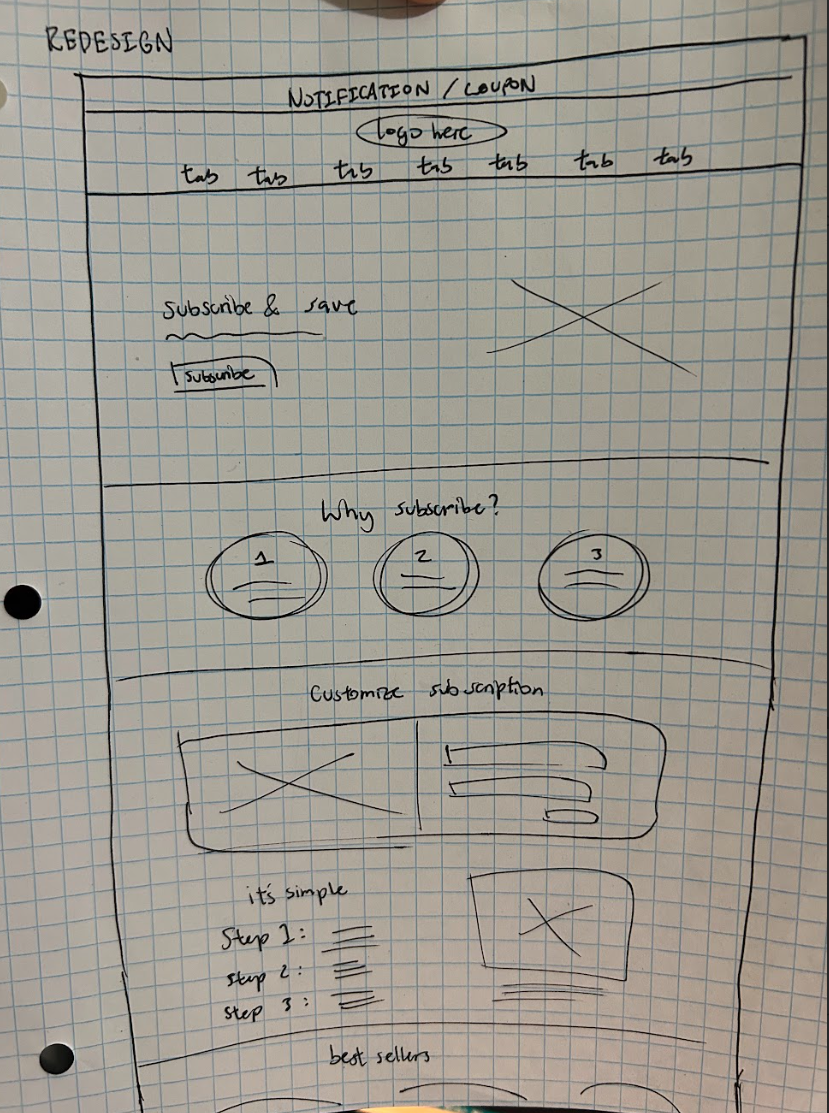 REDESIGN
NOTIFICATION / COUPON
logo here
tab tab tab tab tab tab tab
Subscribe & save
Subscribe
Why subscribe?
1 2 3
Customize subscription
it's simple
Step 1:
step 2:
step 3:
best sellers